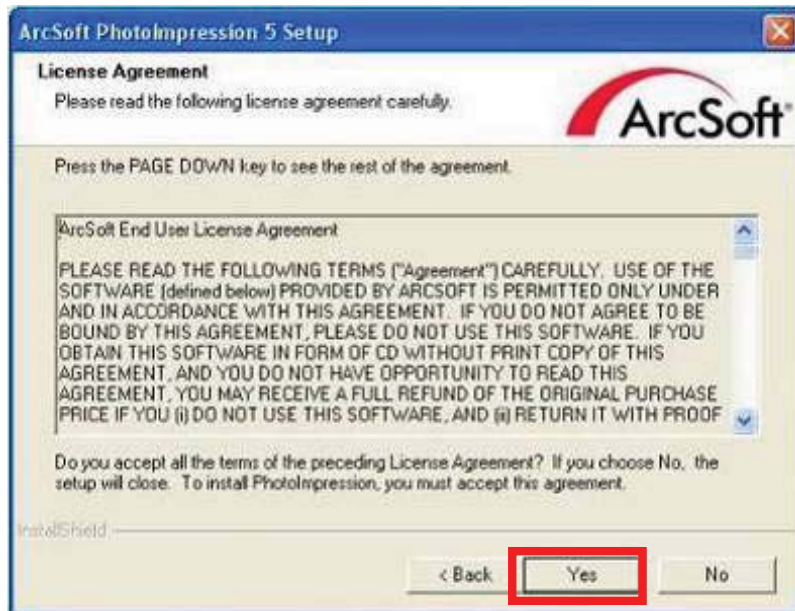 ArcSoft PhotoImpression 5 Setup
License Agreement
Please read the following license agreement carefully.
ArcSoft
Press the PAGE DOWN key to see the rest of the agreement.
ArcSoft End User License Agreement
PLEASE READ THE FOLLOWING TERMS ("Agreement") CAREFULLY. USE OF THE
SOFTWARE (defined below) PROVIDED BY ARCSOFT IS PERMITTED ONLY UNDER
AND IN ACCORDANCE WITH THIS AGREEMENT. IF YOU DO NOT AGREE TO BE
BOUND BY THIS AGREEMENT, PLEASE DO NOT USE THIS SOFTWARE. IF YOU
OBTAIN THIS SOFTWARE IN FORM OF CD WITHOUT PRINT COPY OF THIS
AGREEMENT, AND YOU DO NOT HAVE OPPORTUNITY TO READ THIS
AGREEMENT, YOU MAY RECEIVE A FULL REFUND OF THE ORIGINAL PURCHASE
PRICE IF YOU (i) DO NOT USE THIS SOFTWARE, AND (ii) RETURN IT WITH PROOF
Do you accept all the terms of the preceding License Agreement? If you choose No, the
setup will close. To install PhotoImpression, you must accept this agreement.
InstallShield
< Back Yes No